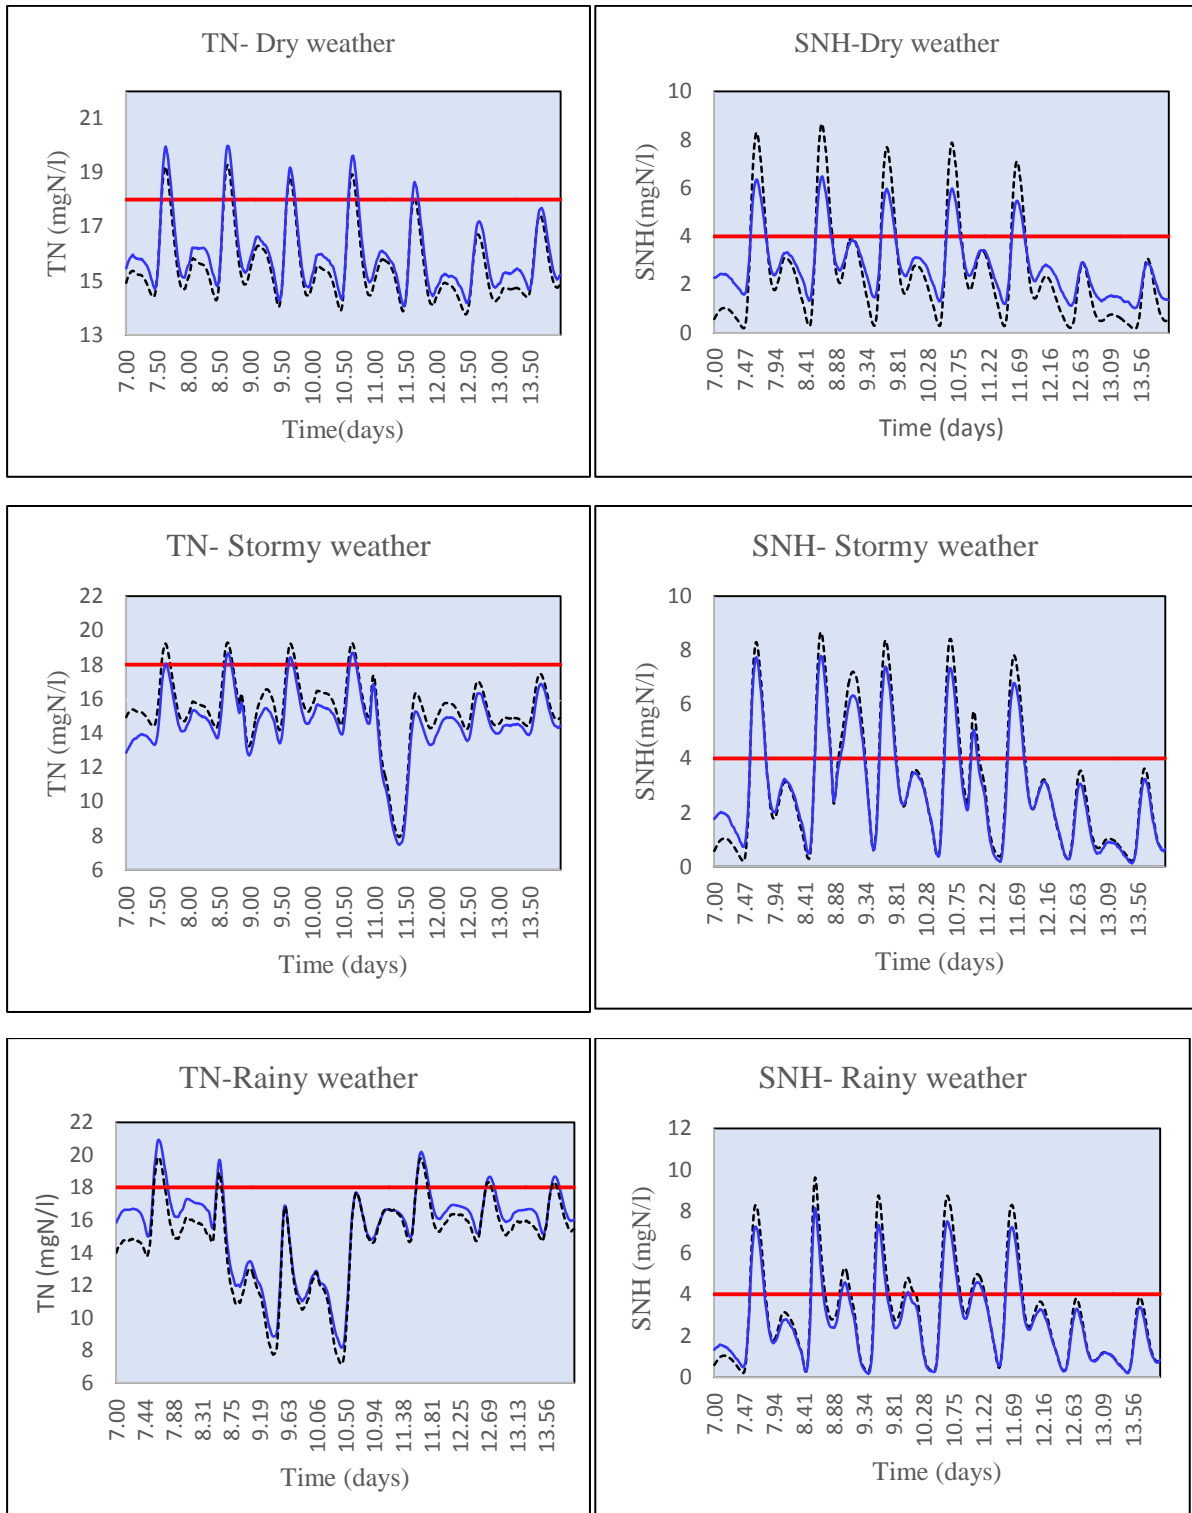 TN- Dry weather
21
19
17
15
13
TN (mgN/l)
7.00 7.50 8.00 8.50 9.00 9.50 10.00 10.50 11.00 11.50 12.00 12.50 13.00 13.50
Time(days)
SNH-Dry weather
10
8
6
4
2
0
SNH(mgN/l)
7.00 7.47 7.94 8.41 8.88 9.34 9.81 10.28 10.75 11.22 11.69 12.16 12.63 13.09 13.56
Time (days)
TN- Stormy weather
22
20
18
16
14
12
10
8
6
TN (mgN/l)
7.00 7.50 8.00 8.50 9.00 9.50 10.00 10.50 11.00 11.50 12.00 12.50 13.00 13.50
Time (days)
SNH- Stormy weather
10
8
6
4
2
0
SNH(mgN/l)
7.00 7.47 7.94 8.41 8.88 9.34 9.81 10.28 10.75 11.22 11.69 12.16 12.63 13.09 13.56
Time (days)
TN-Rainy weather
22
20
18
16
14
12
10
8
6
TN (mgN/l)
7.00 7.44 7.88 8.31 8.75 9.19 9.63 10.06 10.50 10.94 11.38 11.81 12.25 12.69 13.13 13.56
Time (days)
SNH- Rainy weather
12
10
8
6
4
2
0
SNH (mgN/l)
7.00 7.47 7.94 8.41 8.88 9.34 9.81 10.28 10.75 11.22 11.69 12.16 12.63 13.09 13.56
Time (days)